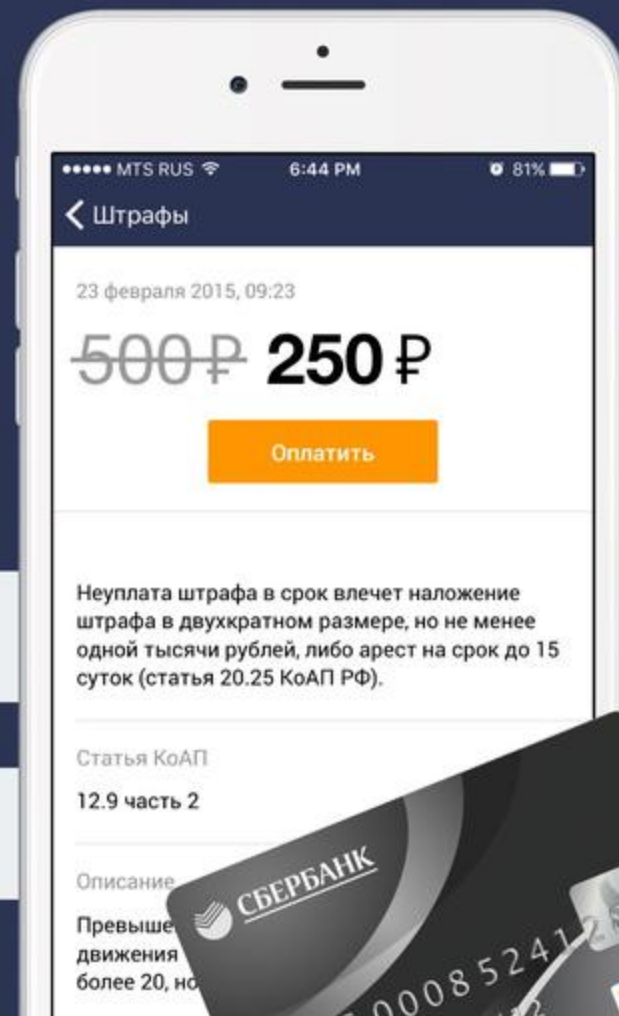 MTS RUS 6:44 PM 81%
Штрафы
23 февраля 2015, 09:23
500 ₽ 250 ₽
Оплатить
Неуплата штрафа в срок влечет наложение
штрафа в двухкратном размере, но не менее
одной тысячи рублей, либо арест на срок до 15
суток (статья 20.25 КоАП РФ).
Статья КоАП
12.9 часть 2
Описание
Превыше
движения
более 20, но
СБЕРБАНК
0008 5241 2